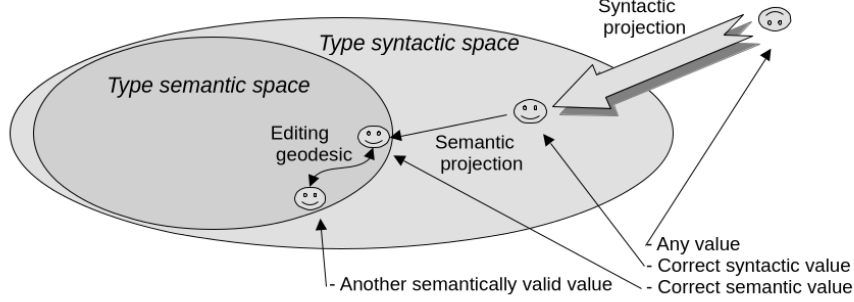 Syntactic
projection
Type syntactic space
Type semantic space
Editing
geodesic
Semantic
projection
- Any value
- Correct syntactic value
- Another semantically valid value
- Correct semantic value